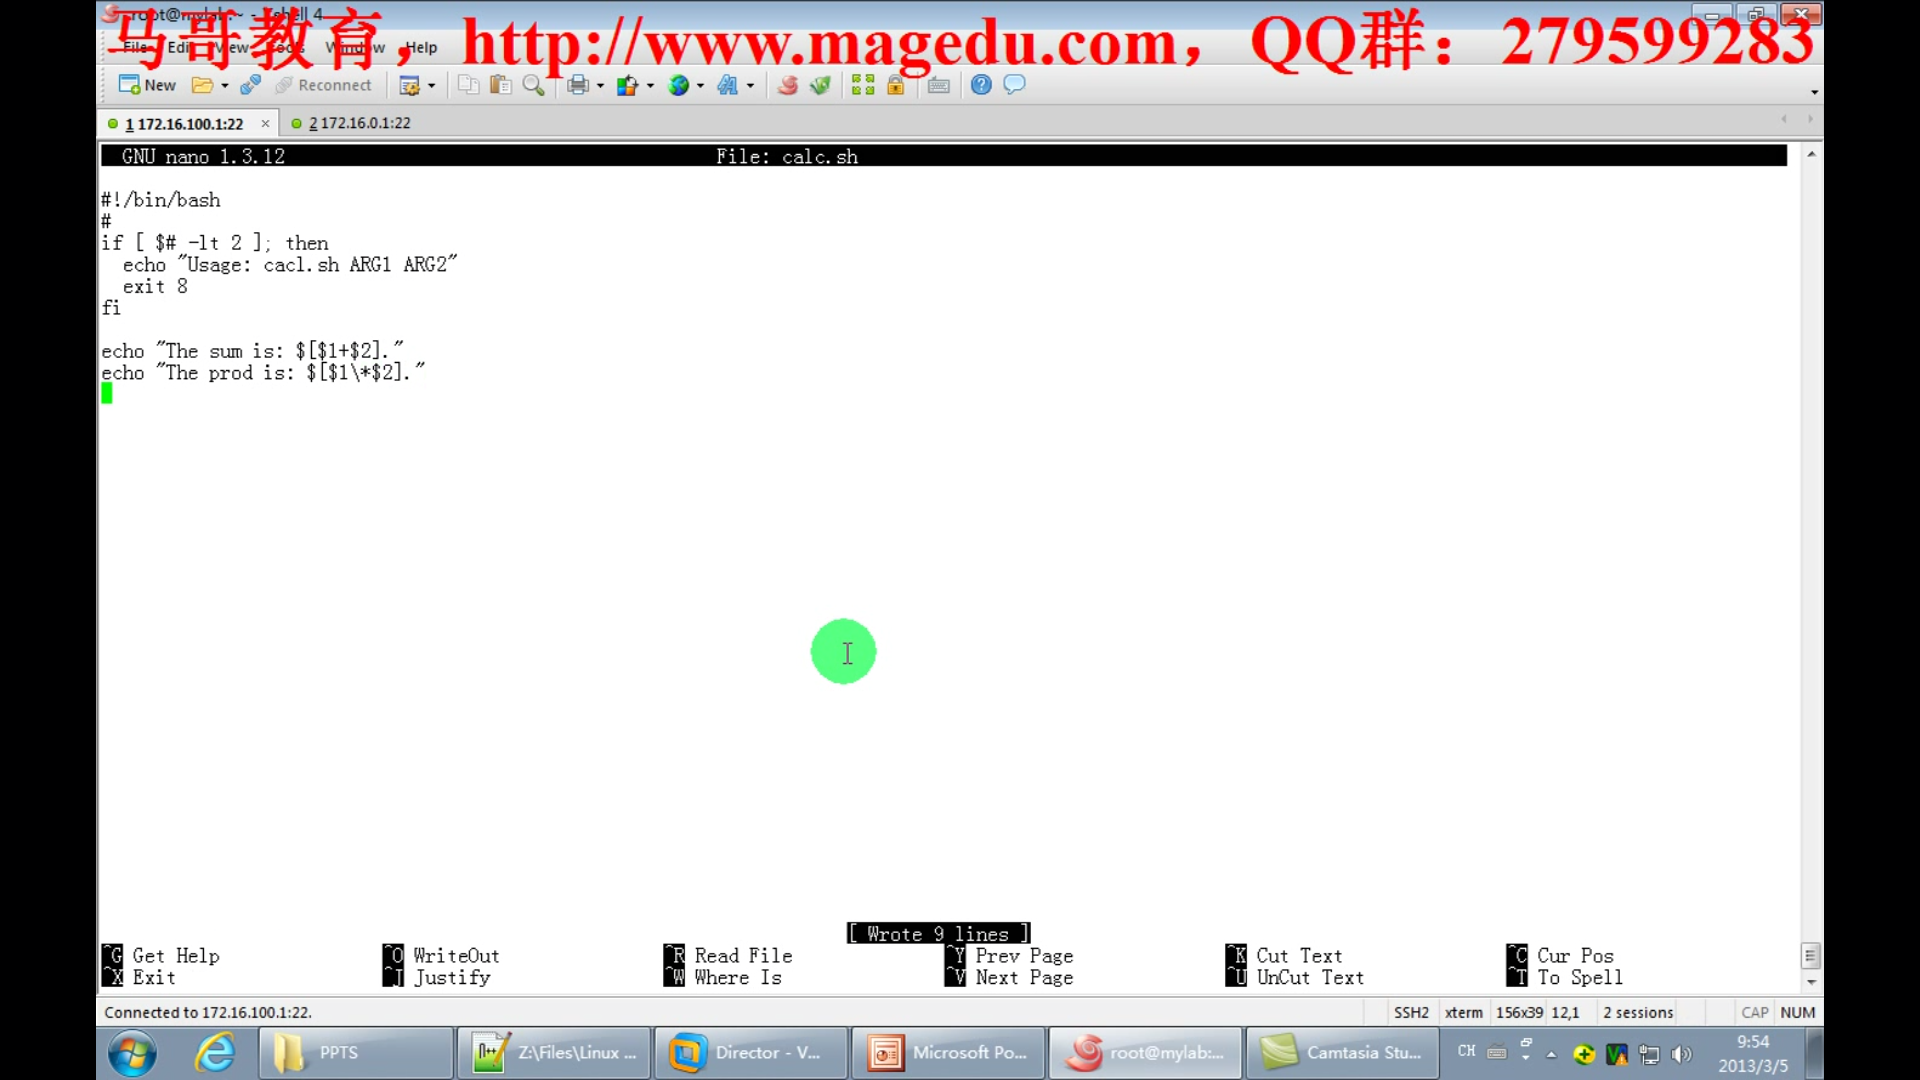 root@mylab:~ - Xshell 4
马哥教育，http://www.magedu.com，QQ群：279599283
File Edit View Tools Window Help
New Reconnect
1 172.16.100.1:22 × 2 172.16.0.1:22
GNU nano 1.3.12 File: calc.sh
#!/bin/bash
#
if [ $# -lt 2 ]; then
echo "Usage: cacl.sh ARG1 ARG2"
exit 8
fi
echo "The sum is: $[$1+$2]."
echo "The prod is: $[$1\*$2]."
[ Wrote 9 lines ]
^G Get Help ^O WriteOut ^R Read File ^Y Prev Page ^K Cut Text ^C Cur Pos
^X Exit ^J Justify ^W Where Is ^V Next Page ^U UnCut Text ^T To Spell
Connected to 172.16.100.1:22. SSH2 xterm 156x39 12,1 2 sessions CAP NUM
PPTS Z:\Files\Linux ... Director - V... Microsoft Po... root@mylab:... Camtasia Stu... CH 9:54
2013/3/5